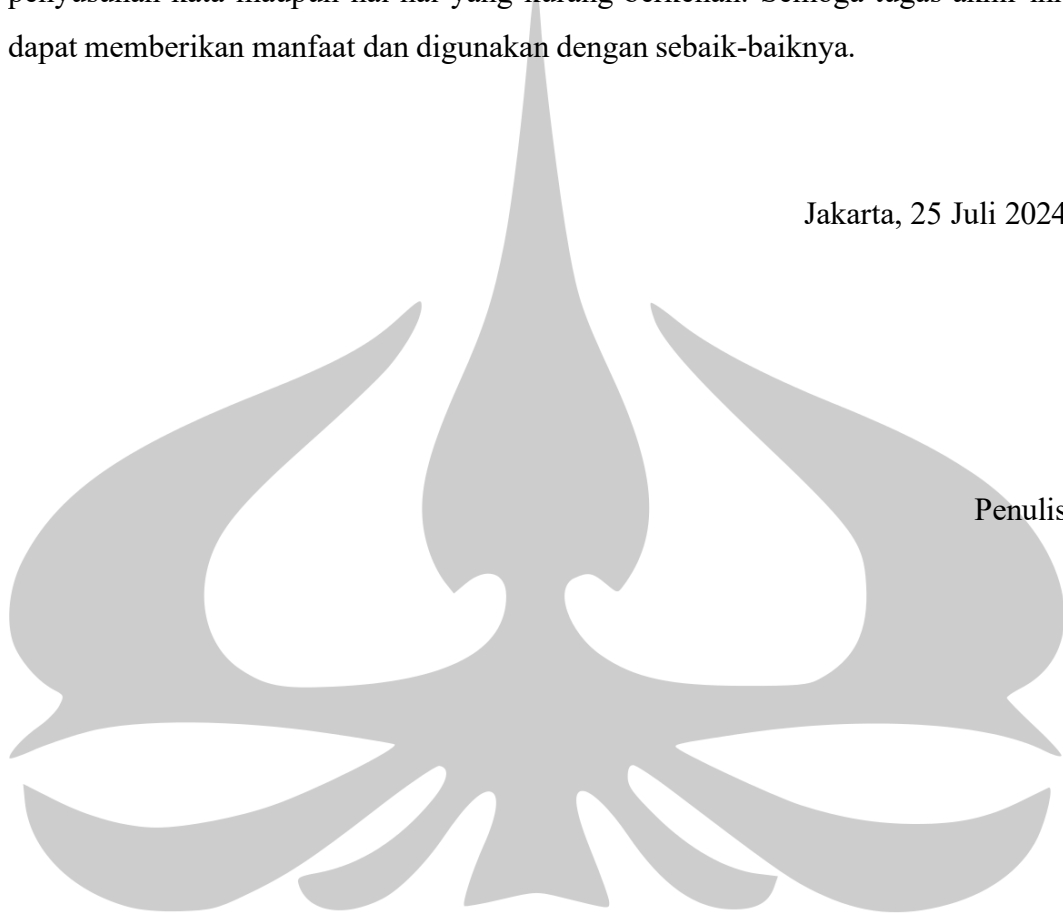 penyusunan kata maupun hal-hal yang kurang berkenan. Semoga tugas akhir ini
dapat memberikan manfaat dan digunakan dengan sebaik-baiknya.
Jakarta, 25 Juli 2024
Penulis